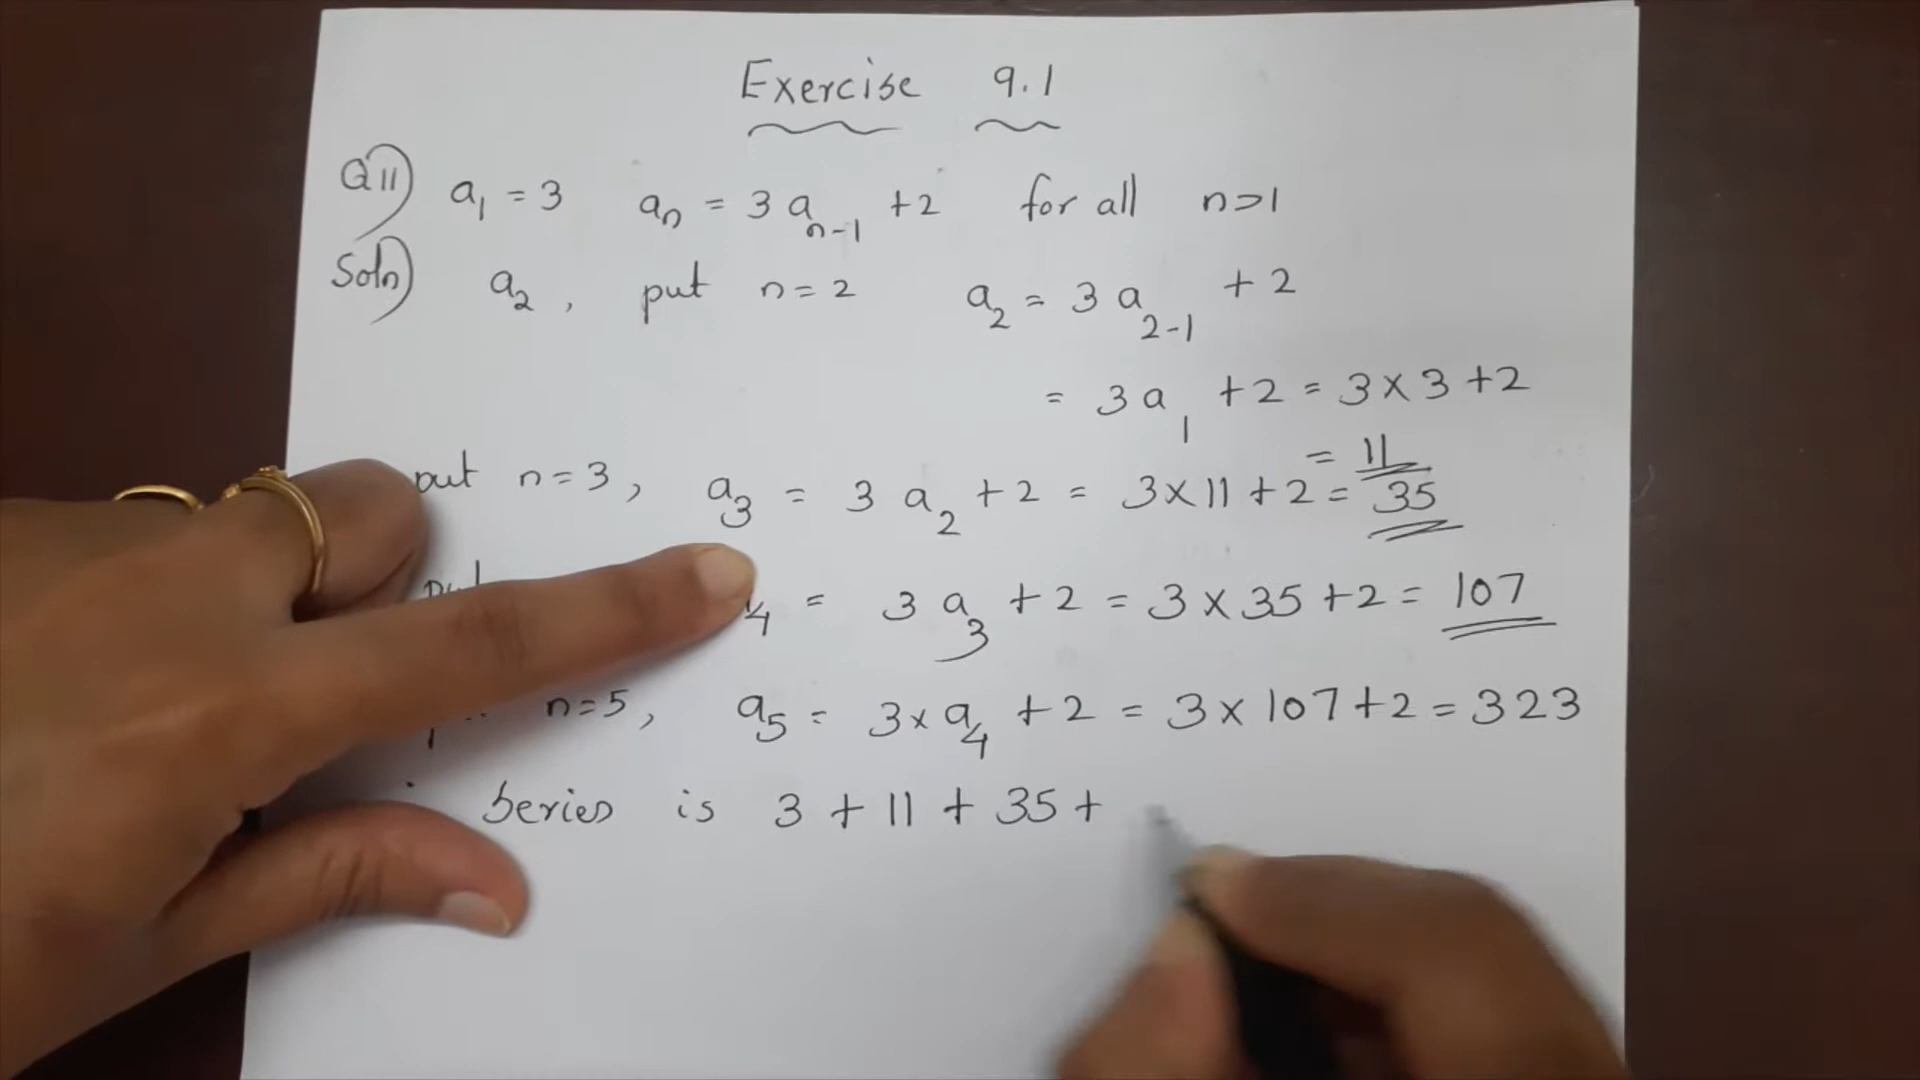 Exercise 9.1
Q11) a₁ = 3 aₙ = 3 aₙ₋₁ + 2 for all n>1
Soln) a₂ , put n = 2 a₂ = 3 a₂₋₁ + 2
= 3 a₁ + 2 = 3 x 3 + 2
= 11
put n = 3 , a₃ = 3 a₂ + 2 = 3 x 11 + 2 = 35
₄ = 3 a₃ + 2 = 3 x 35 + 2 = 107
n = 5 , a₅ = 3 x a₄ + 2 = 3 x 107 + 2 = 323
Series is 3 + 11 + 35 +